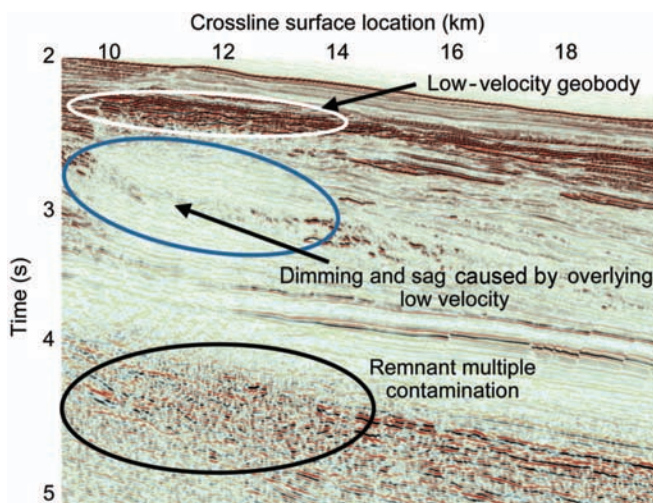 Crossline surface location (km)
10 12 14 16 18
2
Low-velocity geobody
3
Dimming and sag caused by overlying
low velocity
Time (s)
4
Remnant multiple
contamination
5